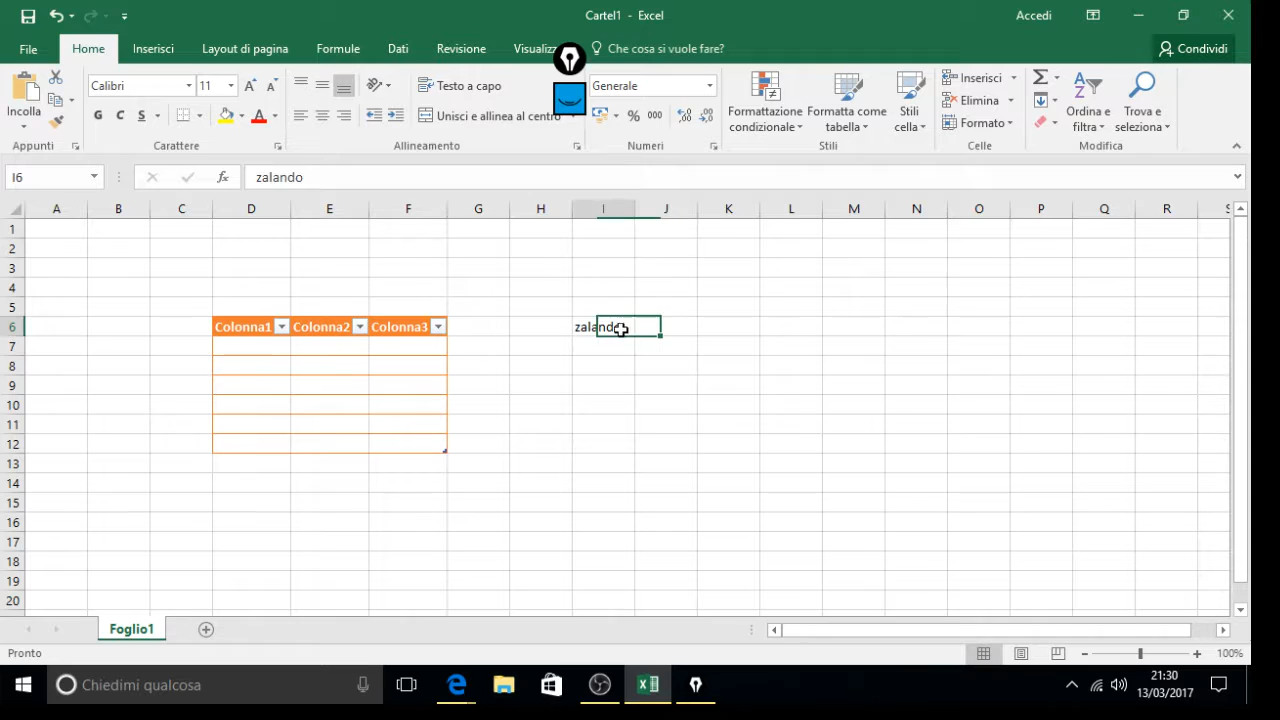 Cartel1 - Excel
Accedi
File Home Inserisci Layout di pagina Formule Dati Revisione Che cosa si vuole fare? Condividi
Incolla
Calibri 11
G C S
Testo a capo
Unisci e allinea al centro
Generale
% 000
Formattazione condizionale
Formatta come tabella
Stili cella
Inserisci
Elimina
Formato
Ordina e filtra
Trova e seleziona
Appunti Carattere Allineamento Numeri Stili Celle Modifica
I6 fx zalando
A B C D E F G H I J K L M N O P Q R S
1
2
3
4
5
6 Colonna1 Colonna2 Colonna3 zalando
7
8
9
10
11
12
13
14
15
16
17
18
19
20
Foglio1
Pronto 100%
Chiedimi qualcosa
21:30
13/03/2017